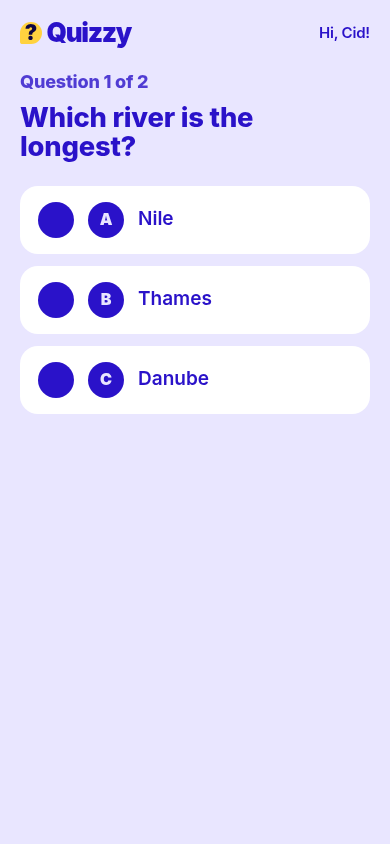 ? Quizzy
Hi, Cid!
Question 1 of 2
Which river is the
longest?
A Nile
B Thames
C Danube